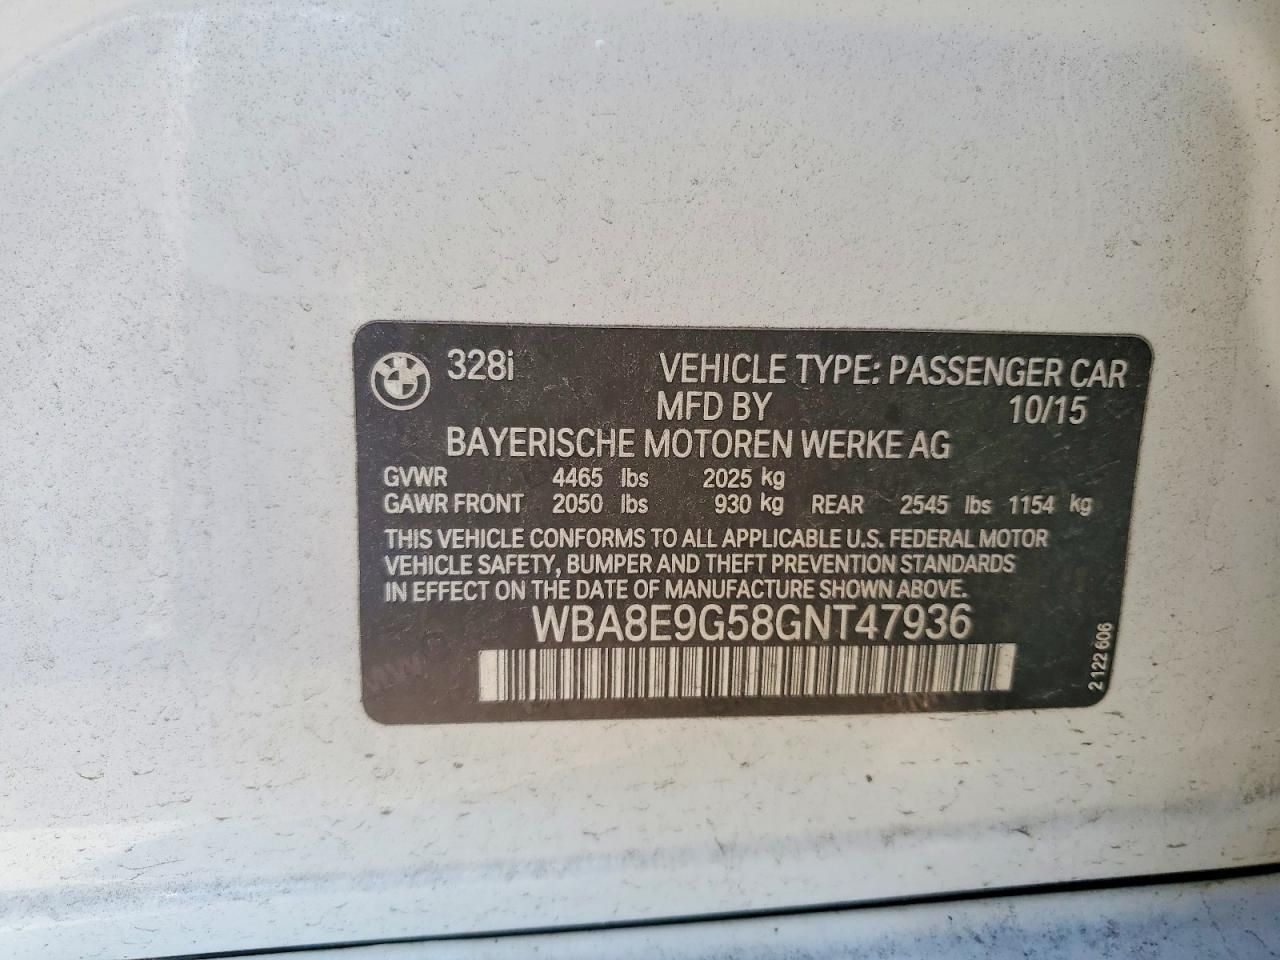 328i VEHICLE TYPE: PASSENGER CAR
MFD BY 10/15
BAYERISCHE MOTOREN WERKE AG
GVWR 4465 lbs 2025 kg
GAWR FRONT 2050 lbs 930 kg REAR 2545 lbs 1154 kg
THIS VEHICLE CONFORMS TO ALL APPLICABLE U.S. FEDERAL MOTOR
VEHICLE SAFETY, BUMPER AND THEFT PREVENTION STANDARDS
IN EFFECT ON THE DATE OF MANUFACTURE SHOWN ABOVE.
WBA8E9G58GNT47936
2 122 606